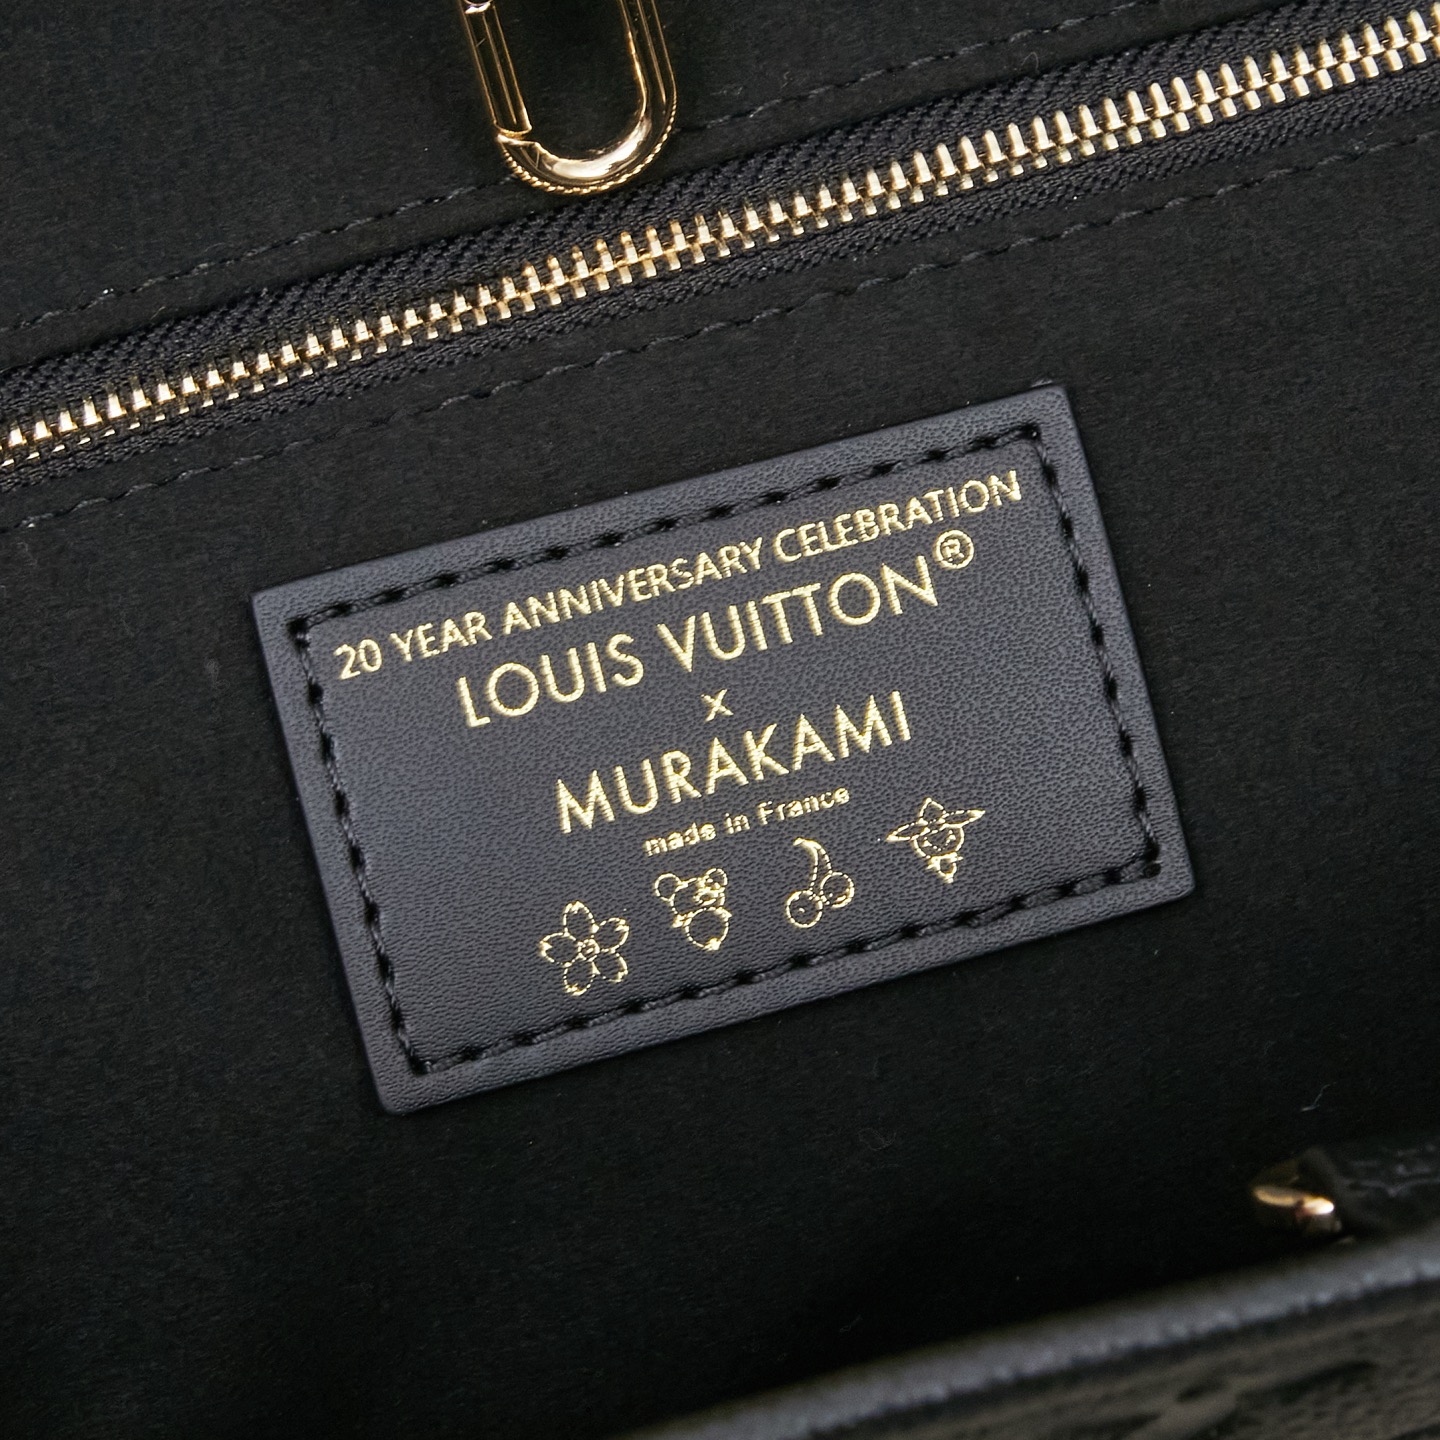 20 YEAR ANNIVERSARY CELEBRATION
LOUIS VUITTON®
x
MURAKAMI
made in France